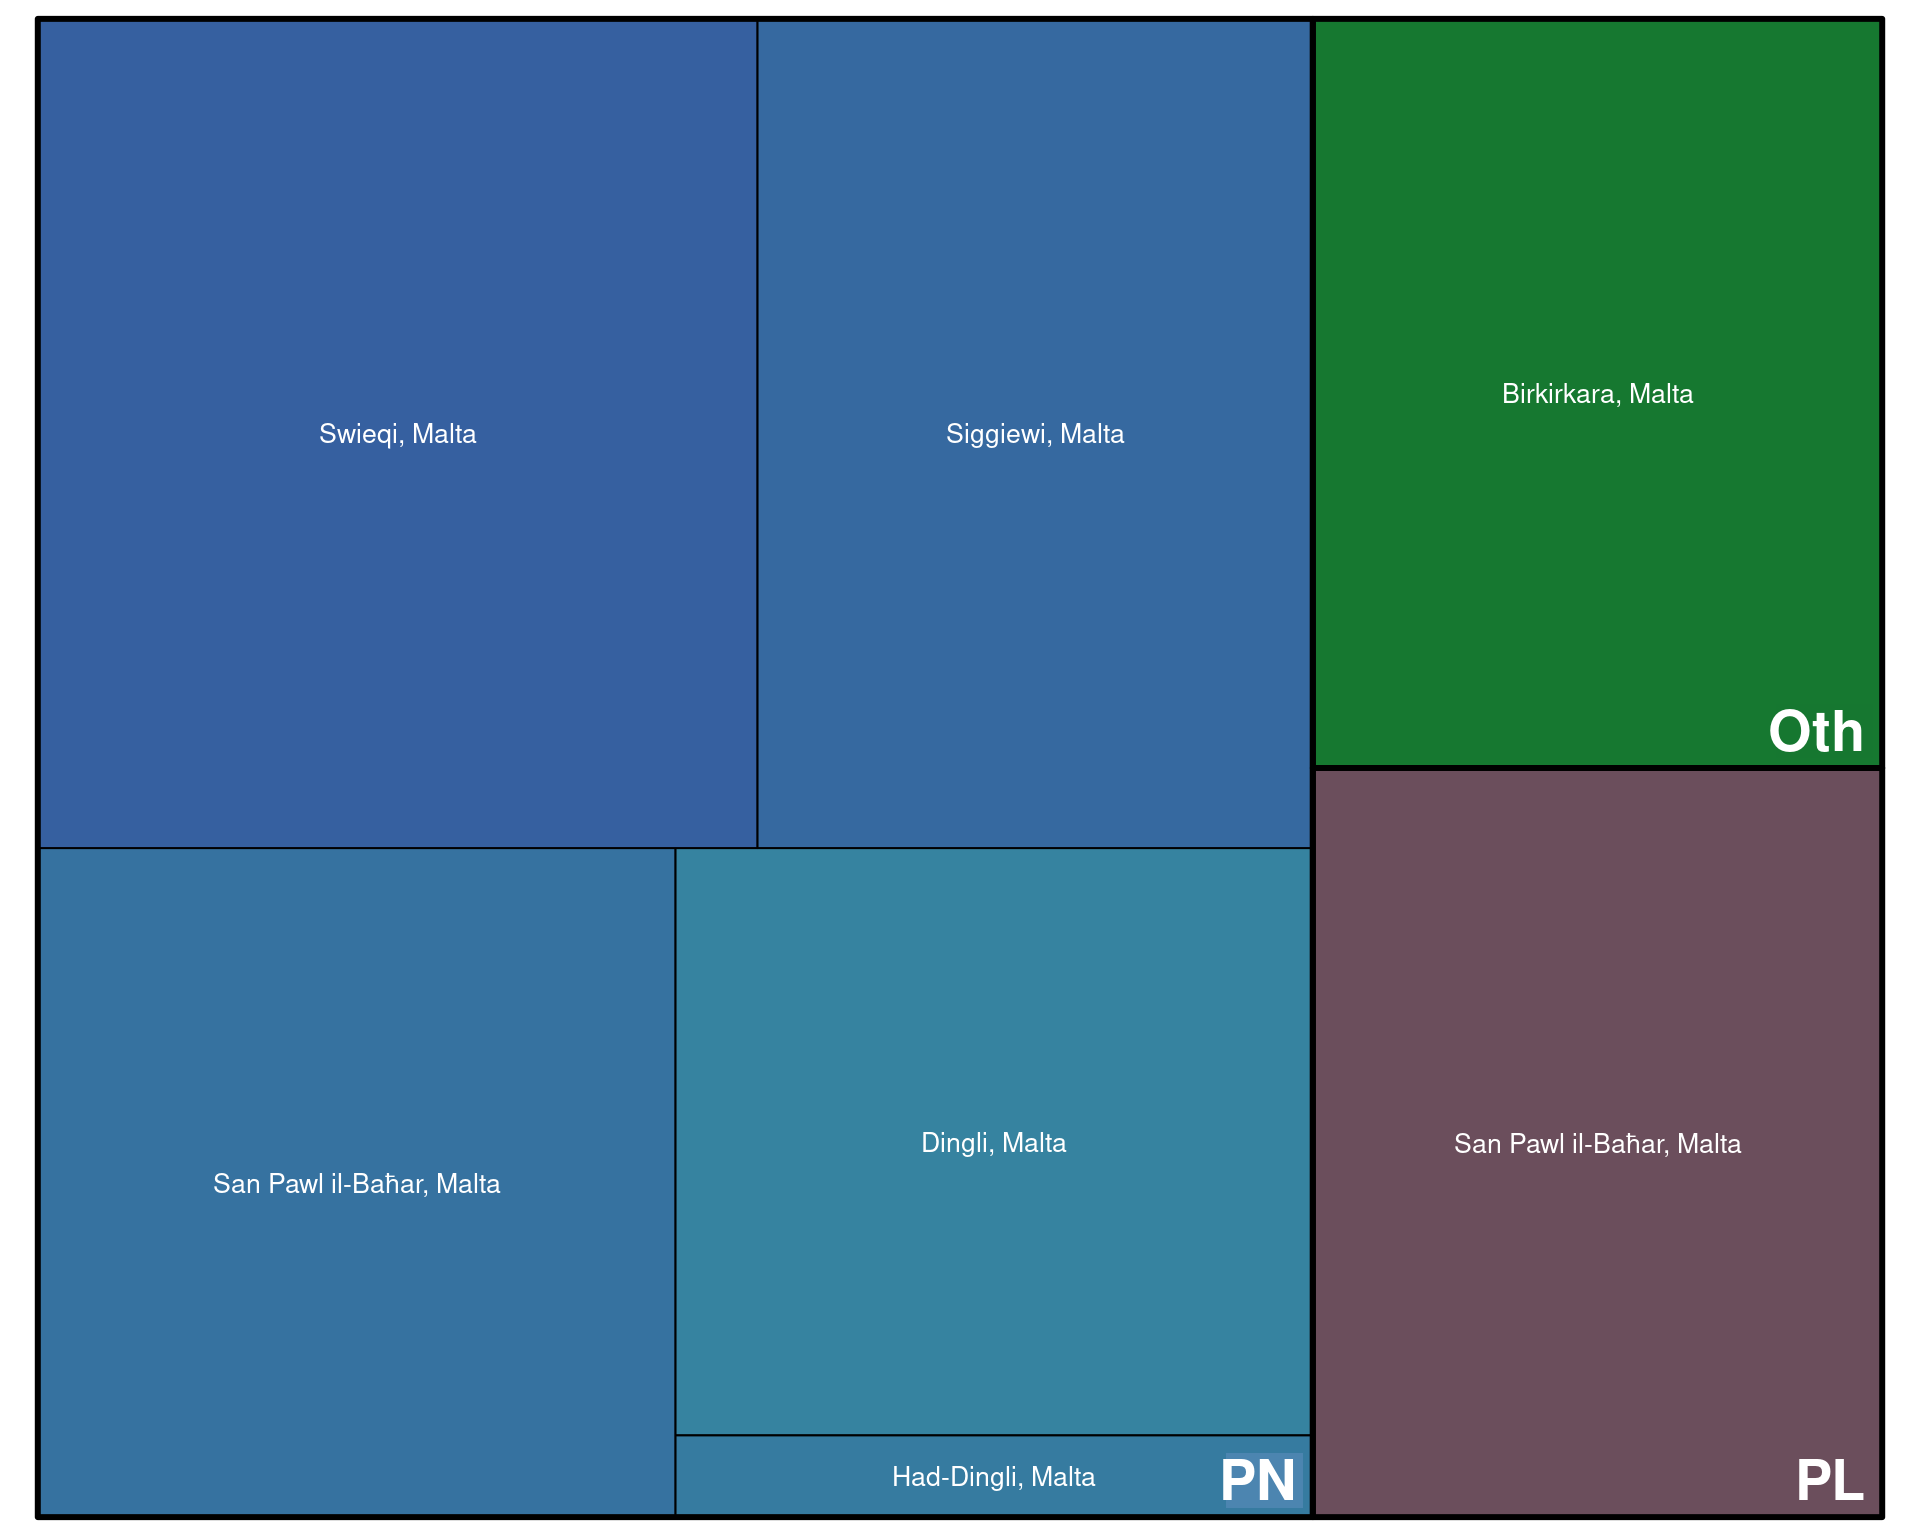 Swieqi, Malta
Siggiewi, Malta
Birkirkara, Malta
Oth
San Pawl il-Baħar, Malta
Dingli, Malta
Had-Dingli, Malta
PN
San Pawl il-Baħar, Malta
PL